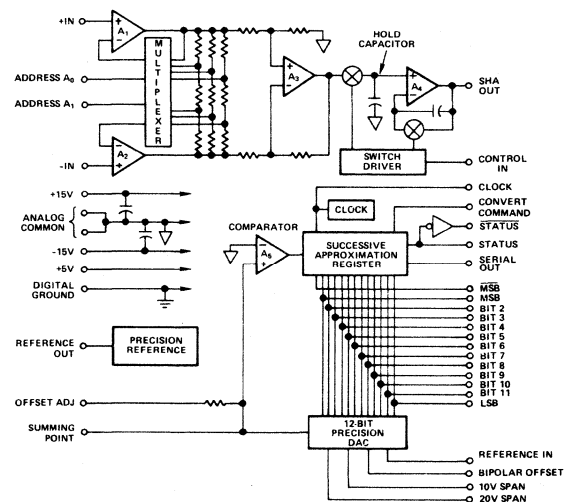 +IN
A1
MULTIPLEXER
ADDRESS A0
ADDRESS A1
A2
-IN
A3
HOLD
CAPACITOR
A4
SHA
OUT
SWITCH
DRIVER
CONTROL
IN
+15V
ANALOG
COMMON
-15V
+5V
DIGITAL
GROUND
REFERENCE
OUT
PRECISION
REFERENCE
OFFSET ADJ
SUMMING
POINT
COMPARATOR
A5
CLOCK
CLOCK
CONVERT
COMMAND
STATUS
STATUS
SERIAL
OUT
SUCCESSIVE
APPROXIMATION
REGISTER
MSB
MSB
BIT 2
BIT 3
BIT 4
BIT 5
BIT 6
BIT 7
BIT 8
BIT 9
BIT 10
BIT 11
LSB
12-BIT
PRECISION
DAC
REFERENCE IN
BIPOLAR OFFSET
10V SPAN
20V SPAN